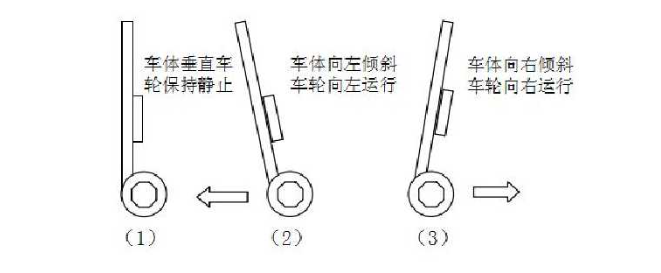 车体垂直车
轮保持静止
车体向左倾斜
车轮向左运行
车体向右倾斜
车轮向右运行
(1)
(2)
(3)